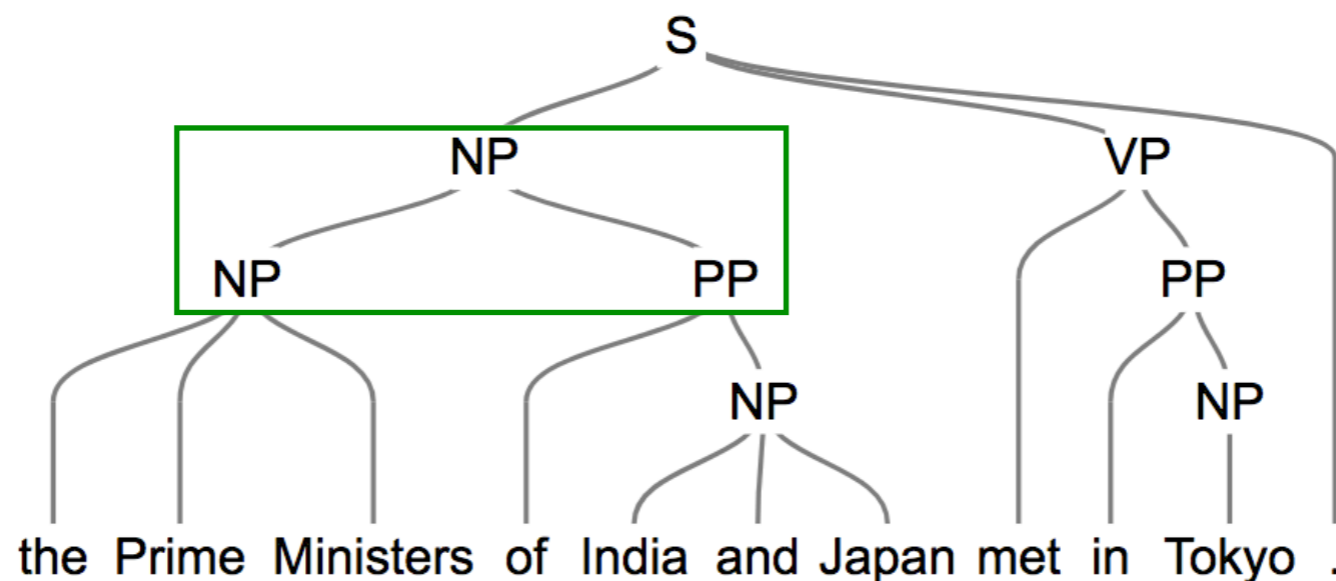 S
NP VP
NP PP PP
NP NP
the Prime Ministers of India and Japan met in Tokyo .